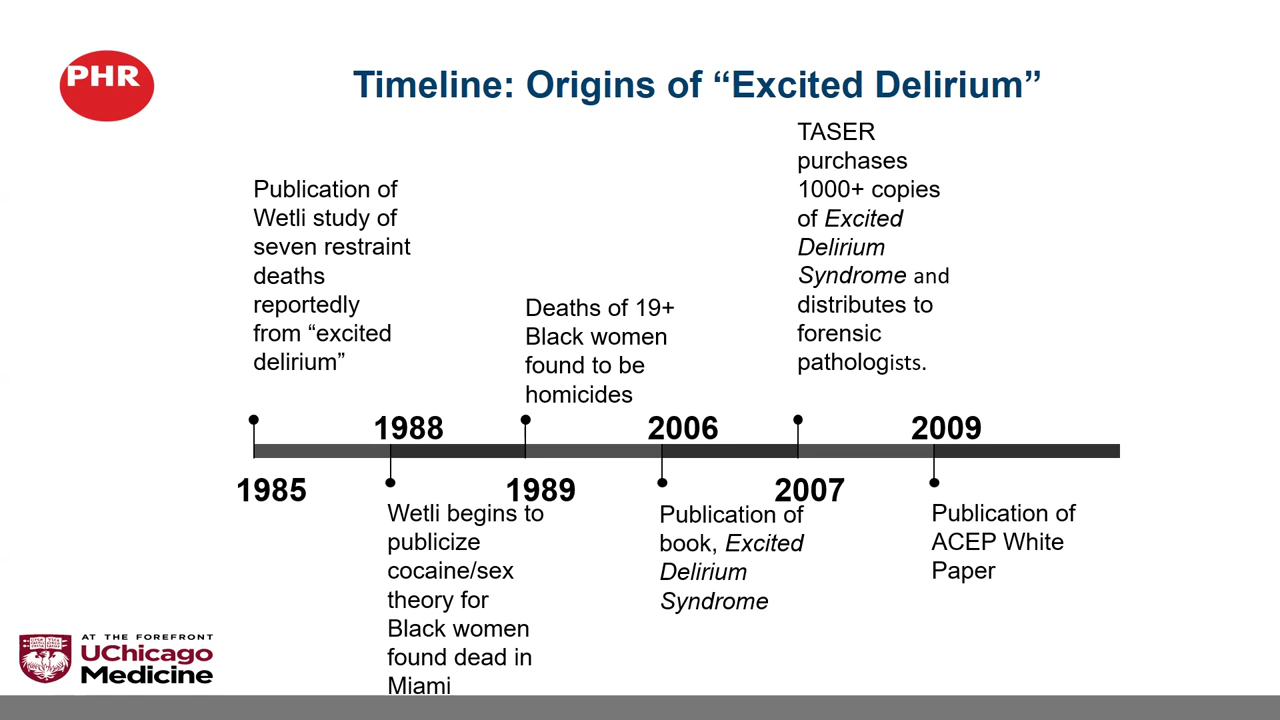 PHR
Timeline: Origins of “Excited Delirium”
Publication of
Wetli study of
seven restraint
deaths
reportedly
from “excited
delirium”
1985
1988
Wetli begins to
publicize
cocaine/sex
theory for
Black women
found dead in
Miami
Deaths of 19+
Black women
found to be
homicides
1989
2006
Publication of
book, Excited
Delirium
Syndrome
TASER
purchases
1000+ copies
of Excited
Delirium
Syndrome and
distributes to
forensic
pathologists.
2007
2009
Publication of
ACEP White
Paper
AT THE FOREFRONT
UChicago
Medicine